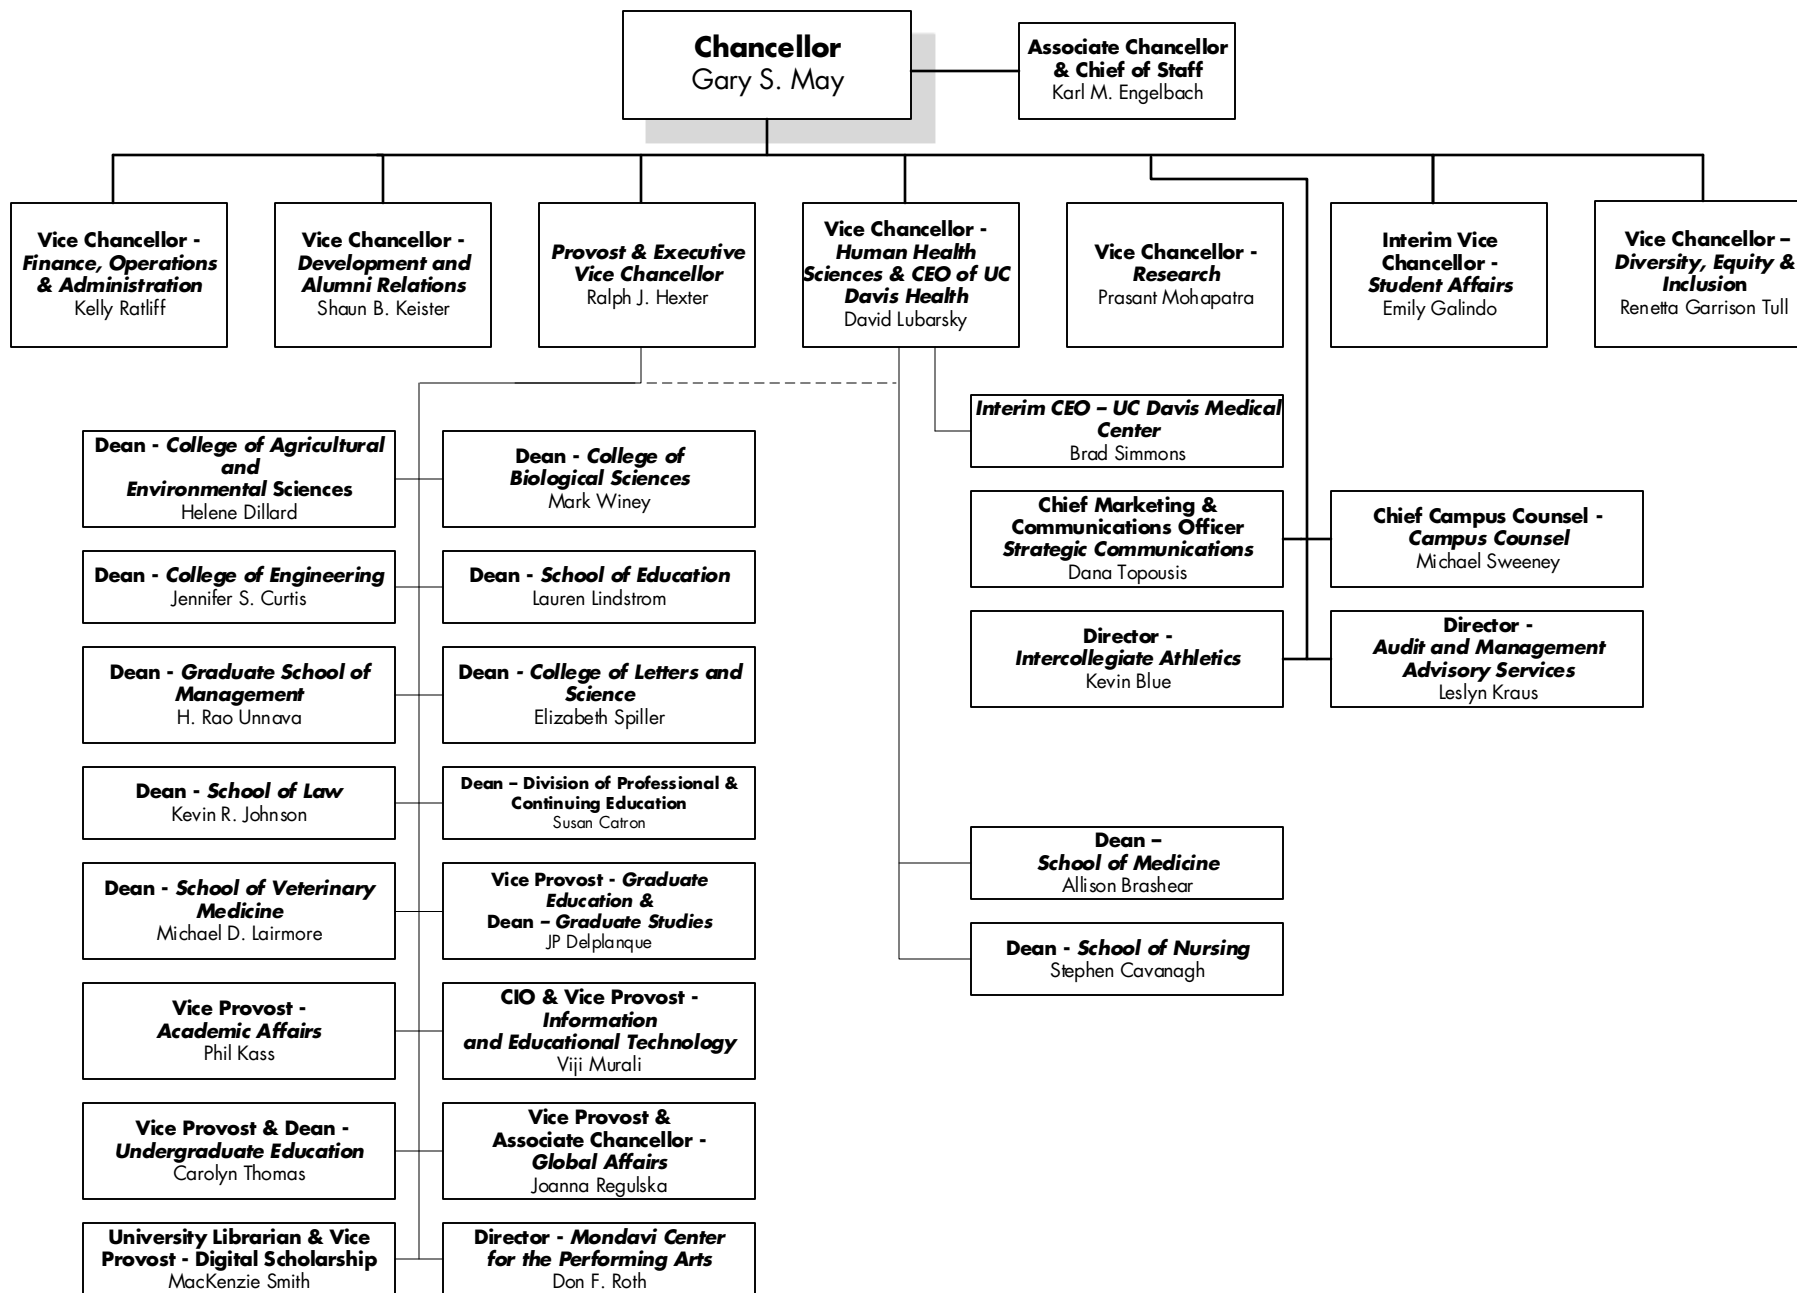 Chancellor
Gary S. May
Associate Chancellor
& Chief of Staff
Karl M. Engelbach
Vice Chancellor -
Finance, Operations
& Administration
Kelly Ratliff
Vice Chancellor -
Development and
Alumni Relations
Shaun B. Keister
Provost & Executive
Vice Chancellor
Ralph J. Hexter
Vice Chancellor -
Human Health
Sciences & CEO of UC
Davis Health
David Lubarsky
Vice Chancellor -
Research
Prasant Mohapatra
Interim Vice
Chancellor -
Student Affairs
Emily Galindo
Vice Chancellor –
Diversity, Equity &
Inclusion
Renetta Garrison Tull
Dean - College of Agricultural
and
Environmental Sciences
Helene Dillard
Dean - College of
Biological Sciences
Mark Winey
Dean - College of Engineering
Jennifer S. Curtis
Dean - School of Education
Lauren Lindstrom
Dean - Graduate School of
Management
H. Rao Unnava
Dean - College of Letters and
Science
Elizabeth Spiller
Dean - School of Law
Kevin R. Johnson
Dean – Division of Professional &
Continuing Education
Susan Catron
Dean - School of Veterinary
Medicine
Michael D. Lairmore
Vice Provost - Graduate
Education &
Dean – Graduate Studies
JP Delplanque
Vice Provost -
Academic Affairs
Phil Kass
CIO & Vice Provost -
Information
and Educational Technology
Viji Murali
Vice Provost & Dean -
Undergraduate Education
Carolyn Thomas
Vice Provost &
Associate Chancellor -
Global Affairs
Joanna Regulska
University Librarian & Vice
Provost - Digital Scholarship
MacKenzie Smith
Director - Mondavi Center
for the Performing Arts
Don F. Roth
Interim CEO – UC Davis Medical
Center
Brad Simmons
Chief Marketing &
Communications Officer
Strategic Communications
Dana Topousis
Chief Campus Counsel -
Campus Counsel
Michael Sweeney
Director -
Intercollegiate Athletics
Kevin Blue
Director -
Audit and Management
Advisory Services
Leslyn Kraus
Dean –
School of Medicine
Allison Brashear
Dean - School of Nursing
Stephen Cavanagh